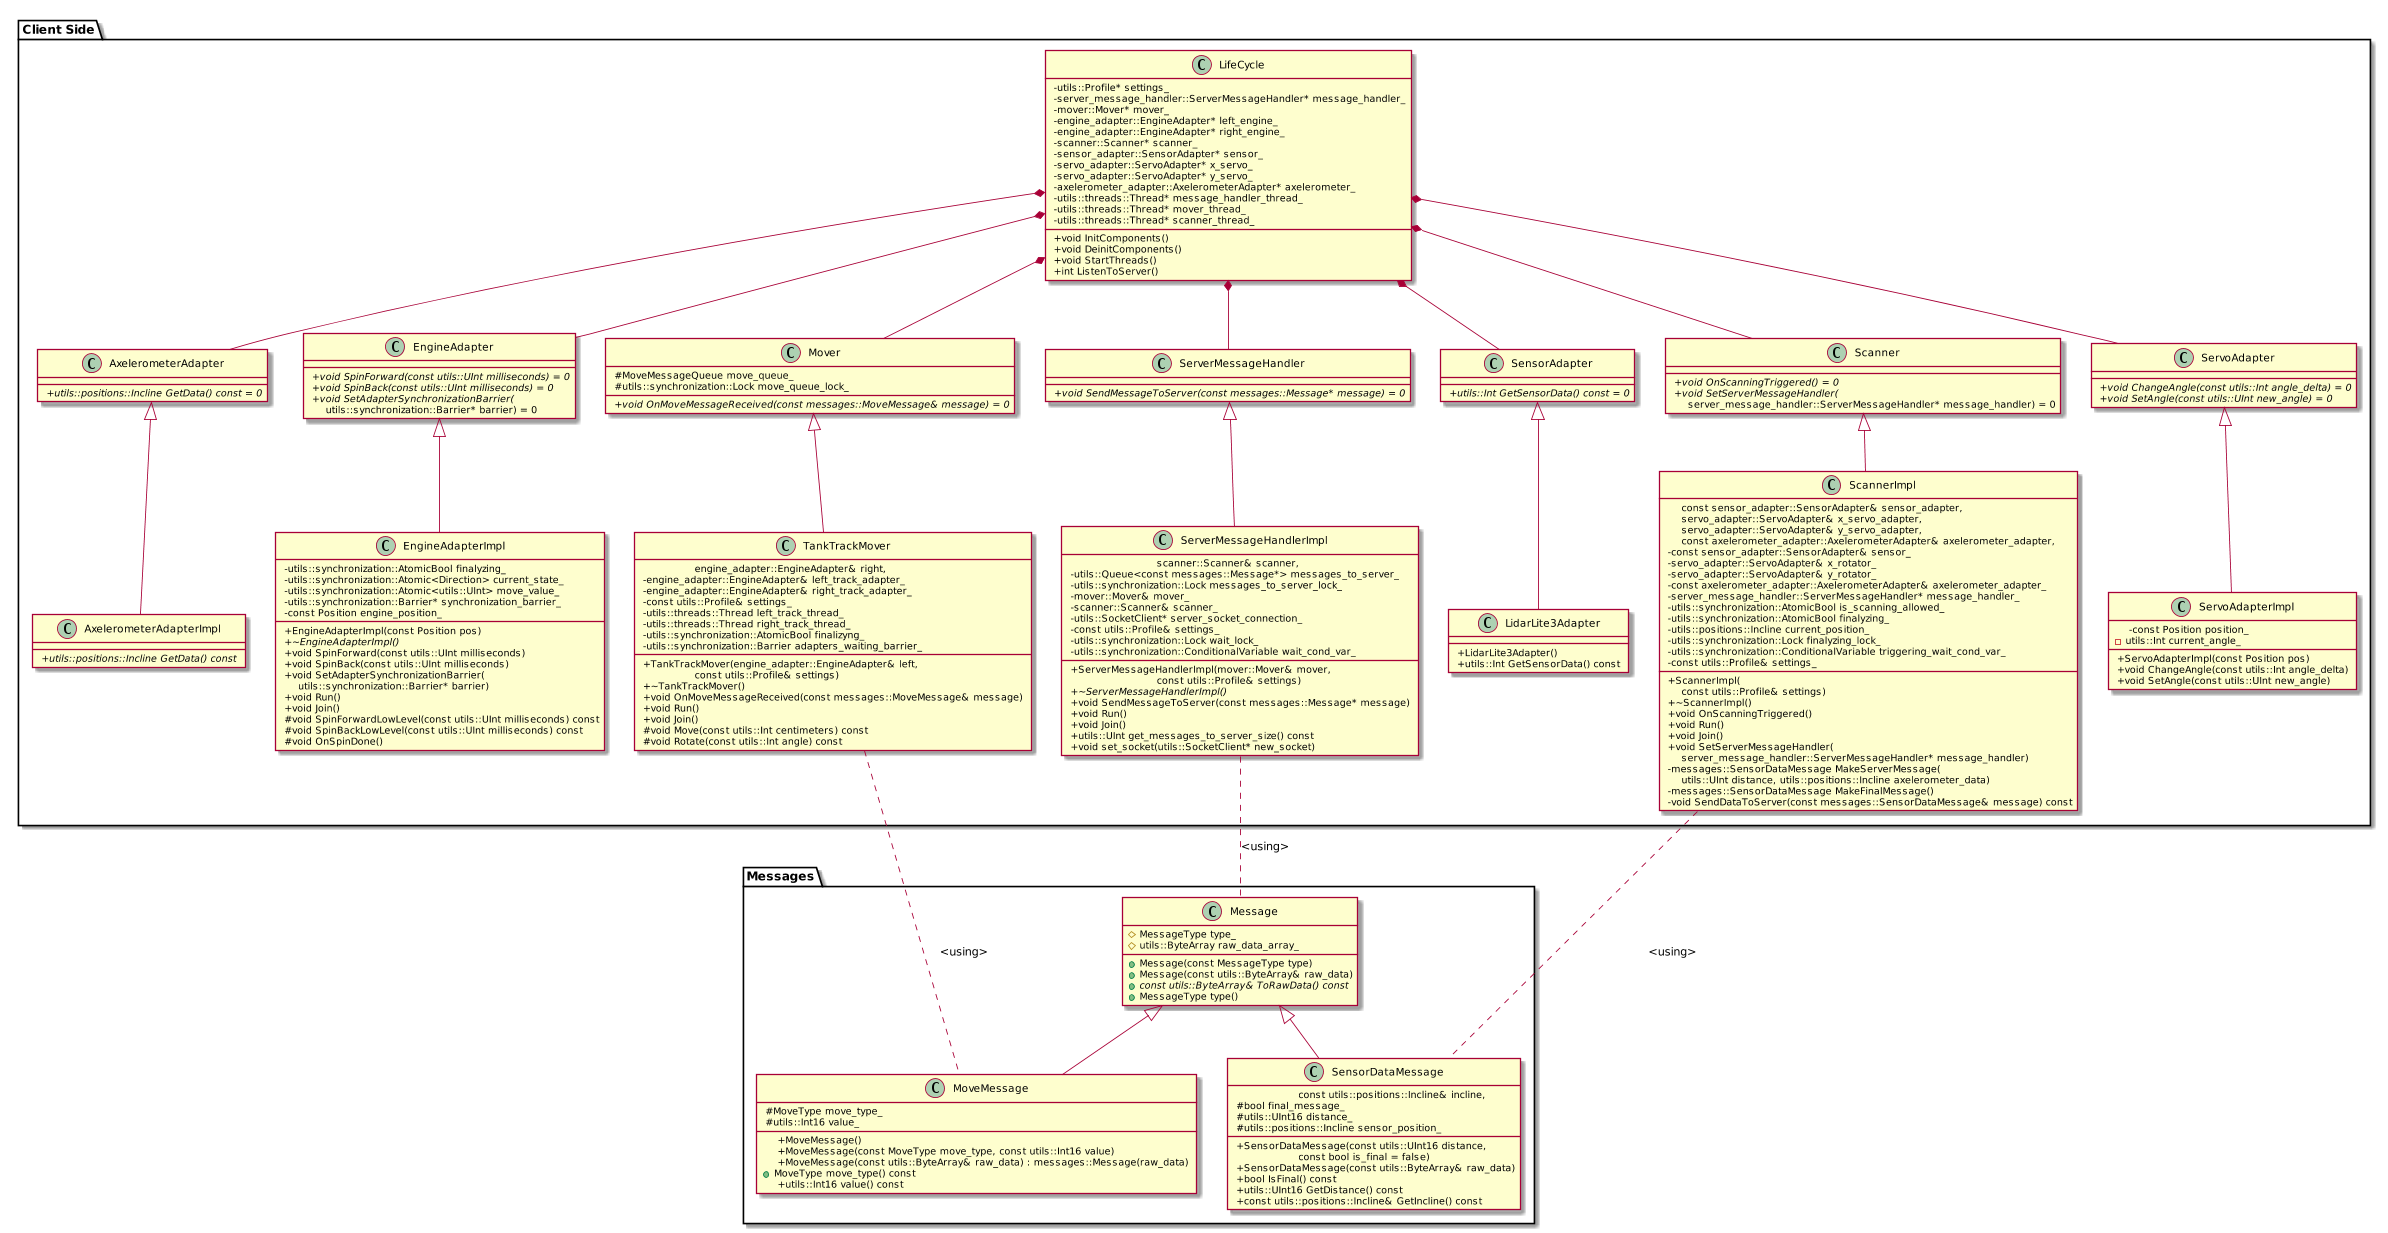 Client Side
C LifeCycle
-utils::Profile* settings_
-server_message_handler::ServerMessageHandler* message_handler_
-mover::Mover* mover_
-engine_adapter::EngineAdapter* left_engine_
-engine_adapter::EngineAdapter* right_engine_
-scanner::Scanner* scanner_
-sensor_adapter::SensorAdapter* sensor_
-servo_adapter::ServoAdapter* x_servo_
-servo_adapter::ServoAdapter* y_servo_
-axelerometer_adapter::AxelerometerAdapter* axelerometer_
-utils::threads::Thread* message_handler_thread_
-utils::threads::Thread* mover_thread_
-utils::threads::Thread* scanner_thread_
+void InitComponents()
+void DeinitComponents()
+void StartThreads()
+int ListenToServer()
C AxelerometerAdapter
+utils::positions::Incline GetData() const = 0
C EngineAdapter
+void SpinForward(const utils::UInt milliseconds) = 0
+void SpinBack(const utils::UInt milliseconds) = 0
+void SetAdapterSynchronizationBarrier(
utils::synchronization::Barrier* barrier) = 0
C Mover
#MoveMessageQueue move_queue_
#utils::synchronization::Lock move_queue_lock_
+void OnMoveMessageReceived(const messages::MoveMessage& message) = 0
C ServerMessageHandler
+void SendMessageToServer(const messages::Message* message) = 0
C SensorAdapter
+utils::Int GetSensorData() const = 0
C Scanner
+void OnScanningTriggered() = 0
+void SetServerMessageHandler(
server_message_handler::ServerMessageHandler* message_handler) = 0
C ServoAdapter
+void ChangeAngle(const utils::Int angle_delta) = 0
+void SetAngle(const utils::UInt new_angle) = 0
C AxelerometerAdapterImpl
+utils::positions::Incline GetData() const
C EngineAdapterImpl
-utils::synchronization::AtomicBool finalyzing_
-utils::synchronization::Atomic<Direction> current_state_
-utils::synchronization::Atomic<utils::UInt> move_value_
-utils::synchronization::Barrier* synchronization_barrier_
-const Position engine_position_
+EngineAdapterImpl(const Position pos)
+~EngineAdapterImpl()
+void SpinForward(const utils::UInt milliseconds)
+void SpinBack(const utils::UInt milliseconds)
+void SetAdapterSynchronizationBarrier(
utils::synchronization::Barrier* barrier)
+void Run()
+void Join()
#void SpinForwardLowLevel(const utils::UInt milliseconds) const
#void SpinBackLowLevel(const utils::UInt milliseconds) const
#void OnSpinDone()
C TankTrackMover
engine_adapter::EngineAdapter& right,
-engine_adapter::EngineAdapter& left_track_adapter_
-engine_adapter::EngineAdapter& right_track_adapter_
-const utils::Profile& settings_
-utils::threads::Thread left_track_thread_
-utils::threads::Thread right_track_thread_
-utils::synchronization::AtomicBool finalizyng_
-utils::synchronization::Barrier adapters_waiting_barrier_
+TankTrackMover(engine_adapter::EngineAdapter& left,
const utils::Profile& settings)
+~TankTrackMover()
+void OnMoveMessageReceived(const messages::MoveMessage& message)
+void Run()
+void Join()
#void Move(const utils::Int centimeters) const
#void Rotate(const utils::Int angle) const
C ServerMessageHandlerImpl
scanner::Scanner& scanner,
-utils::Queue<const messages::Message*> messages_to_server_
-utils::synchronization::Lock messages_to_server_lock_
-mover::Mover& mover_
-scanner::Scanner& scanner_
-utils::SocketClient* server_socket_connection_
-const utils::Profile& settings_
-utils::synchronization::Lock wait_lock_
-utils::synchronization::ConditionalVariable wait_cond_var_
+ServerMessageHandlerImpl(mover::Mover& mover,
const utils::Profile& settings)
+~ServerMessageHandlerImpl()
+void SendMessageToServer(const messages::Message* message)
+void Run()
+void Join()
+utils::UInt get_messages_to_server_size() const
+void set_socket(utils::SocketClient* new_socket)
C LidarLite3Adapter
+LidarLite3Adapter()
+utils::Int GetSensorData() const
C ScannerImpl
const sensor_adapter::SensorAdapter& sensor_adapter,
servo_adapter::ServoAdapter& x_servo_adapter,
servo_adapter::ServoAdapter& y_servo_adapter,
const axelerometer_adapter::AxelerometerAdapter& axelerometer_adapter,
-const sensor_adapter::SensorAdapter& sensor_
-servo_adapter::ServoAdapter& x_rotator_
-servo_adapter::ServoAdapter& y_rotator_
-const axelerometer_adapter::AxelerometerAdapter& axelerometer_adapter_
-server_message_handler::ServerMessageHandler* message_handler_
-utils::synchronization::AtomicBool is_scanning_allowed_
-utils::synchronization::AtomicBool finalyzing_
-utils::positions::Incline current_position_
-utils::synchronization::Lock finalyzing_lock_
-utils::synchronization::ConditionalVariable triggering_wait_cond_var_
-const utils::Profile& settings_
+ScannerImpl(
const utils::Profile& settings)
+~ScannerImpl()
+void OnScanningTriggered()
+void Run()
+void Join()
+void SetServerMessageHandler(
server_message_handler::ServerMessageHandler* message_handler)
-messages::SensorDataMessage MakeServerMessage(
utils::UInt distance, utils::positions::Incline axelerometer_data)
-messages::SensorDataMessage MakeFinalMessage()
-void SendDataToServer(const messages::SensorDataMessage& message) const
C ServoAdapterImpl
-const Position position_
utils::Int current_angle_
+ServoAdapterImpl(const Position pos)
+void ChangeAngle(const utils::Int angle_delta)
+void SetAngle(const utils::UInt new_angle)
<using>
<using>
<using>
Messages
C Message
MessageType type_
utils::ByteArray raw_data_array_
Message(const MessageType type)
Message(const utils::ByteArray& raw_data)
const utils::ByteArray& ToRawData() const
MessageType type()
C MoveMessage
#MoveType move_type_
#utils::Int16 value_
+MoveMessage()
+MoveMessage(const MoveType move_type, const utils::Int16 value)
+MoveMessage(const utils::ByteArray& raw_data) : messages::Message(raw_data)
MoveType move_type() const
+utils::Int16 value() const
C SensorDataMessage
const utils::positions::Incline& incline,
#bool final_message_
#utils::UInt16 distance_
#utils::positions::Incline sensor_position_
+SensorDataMessage(const utils::UInt16 distance,
const bool is_final = false)
+SensorDataMessage(const utils::ByteArray& raw_data)
+bool IsFinal() const
+utils::UInt16 GetDistance() const
+const utils::positions::Incline& GetIncline() const